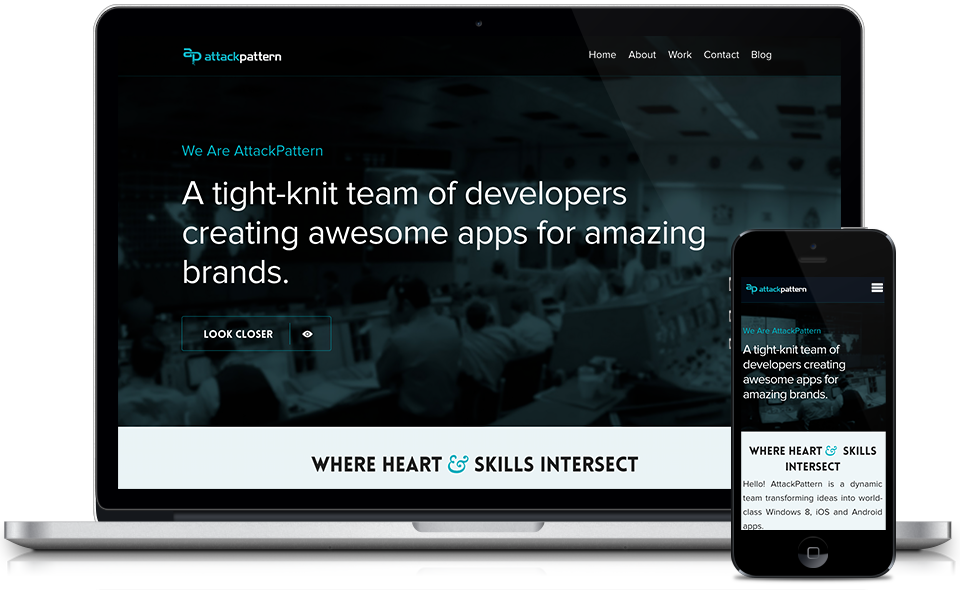 ap attackpattern
Home About Work Contact Blog
We Are AttackPattern
A tight-knit team of developers
creating awesome apps for amazing
brands.
LOOK CLOSER
WHERE HEART & SKILLS INTERSECT
ap attackpattern
We Are AttackPattern
A tight-knit team of
developers creating
awesome apps for
amazing brands.
WHERE HEART & SKILLS
INTERSECT
Hello! AttackPattern is a dynamic
team transforming ideas into world-
class Windows 8, iOS and Android
apps.